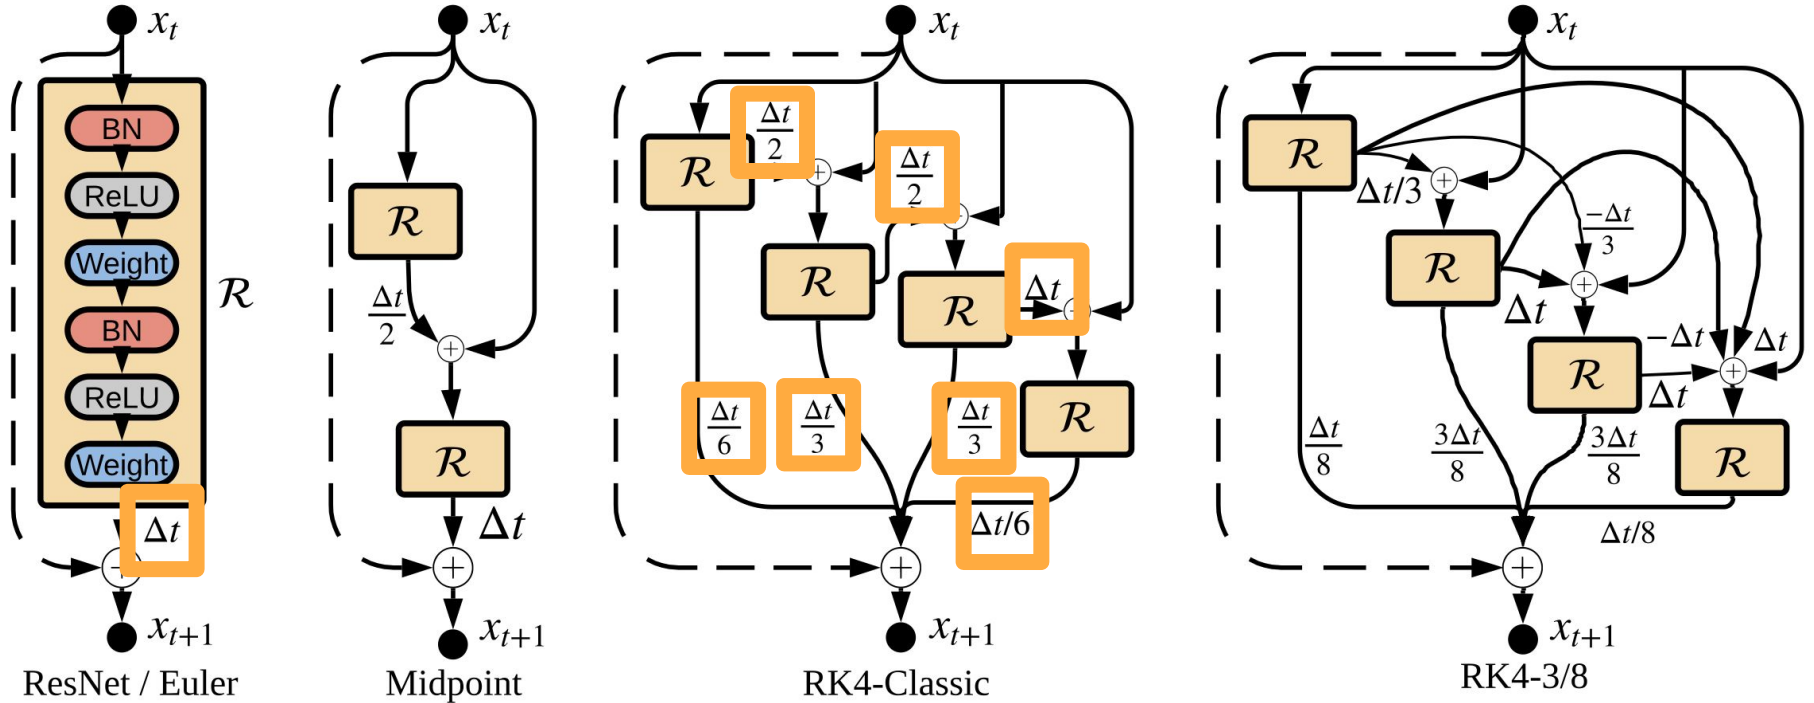 x_t
BN
ReLU
Weight
BN
ReLU
Weight
ℛ
Δt
x_{t+1}
ResNet / Euler
x_t
ℛ
Δt/2
ℛ
Δt
x_{t+1}
Midpoint
x_t
ℛ
Δt/2
Δt/2
ℛ
ℛ
Δt
ℛ
Δt/6
Δt/3
Δt/3
Δt/6
x_{t+1}
RK4-Classic
x_t
ℛ
Δt/3
-Δt/3
ℛ
Δt
ℛ
-Δt
Δt
Δt
ℛ
Δt/8
3Δt/8
3Δt/8
Δt/8
x_{t+1}
RK4-3/8